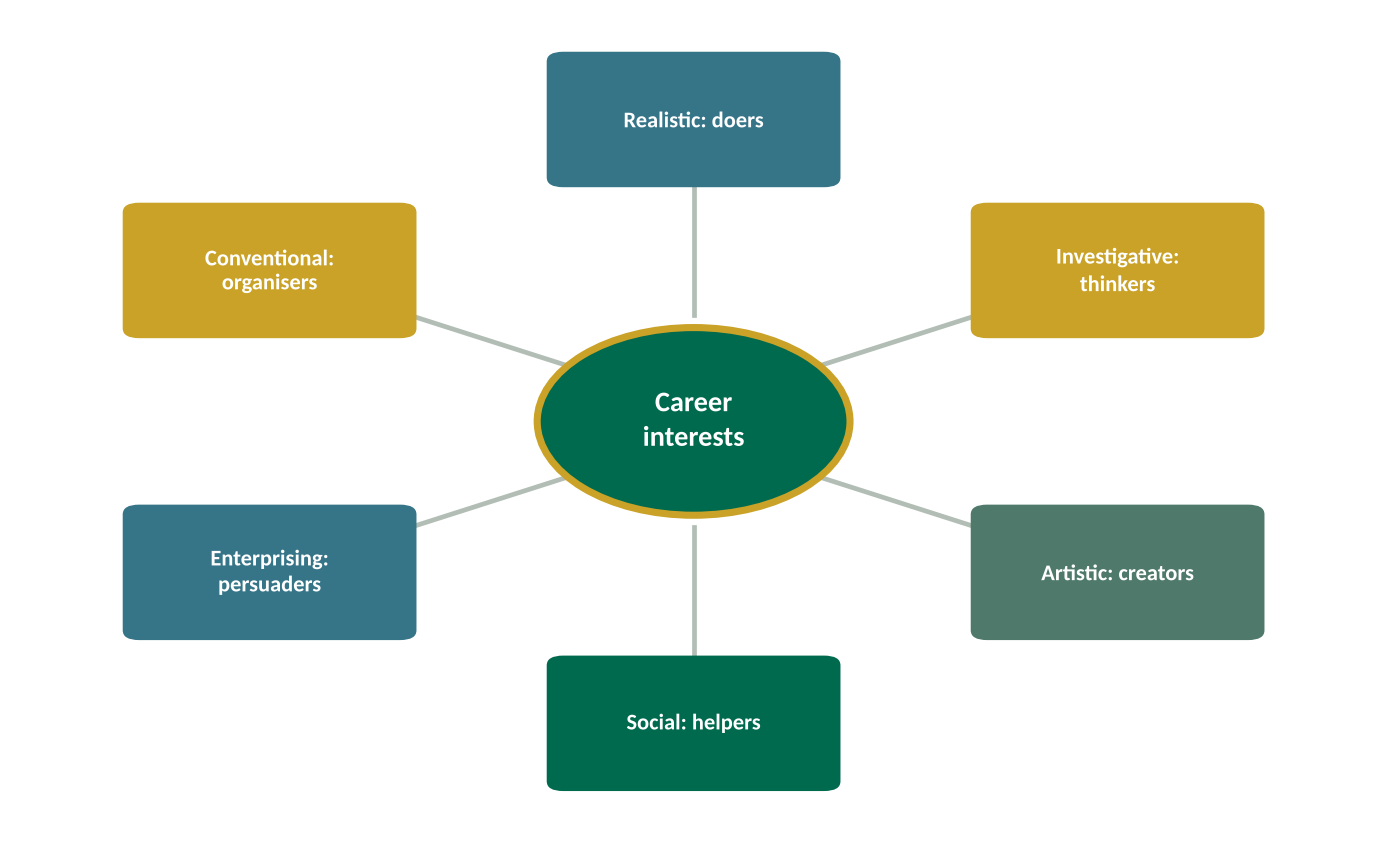 Realistic: doers
Conventional:
organisers
Investigative:
thinkers
Career
interests
Enterprising:
persuaders
Artistic: creators
Social: helpers